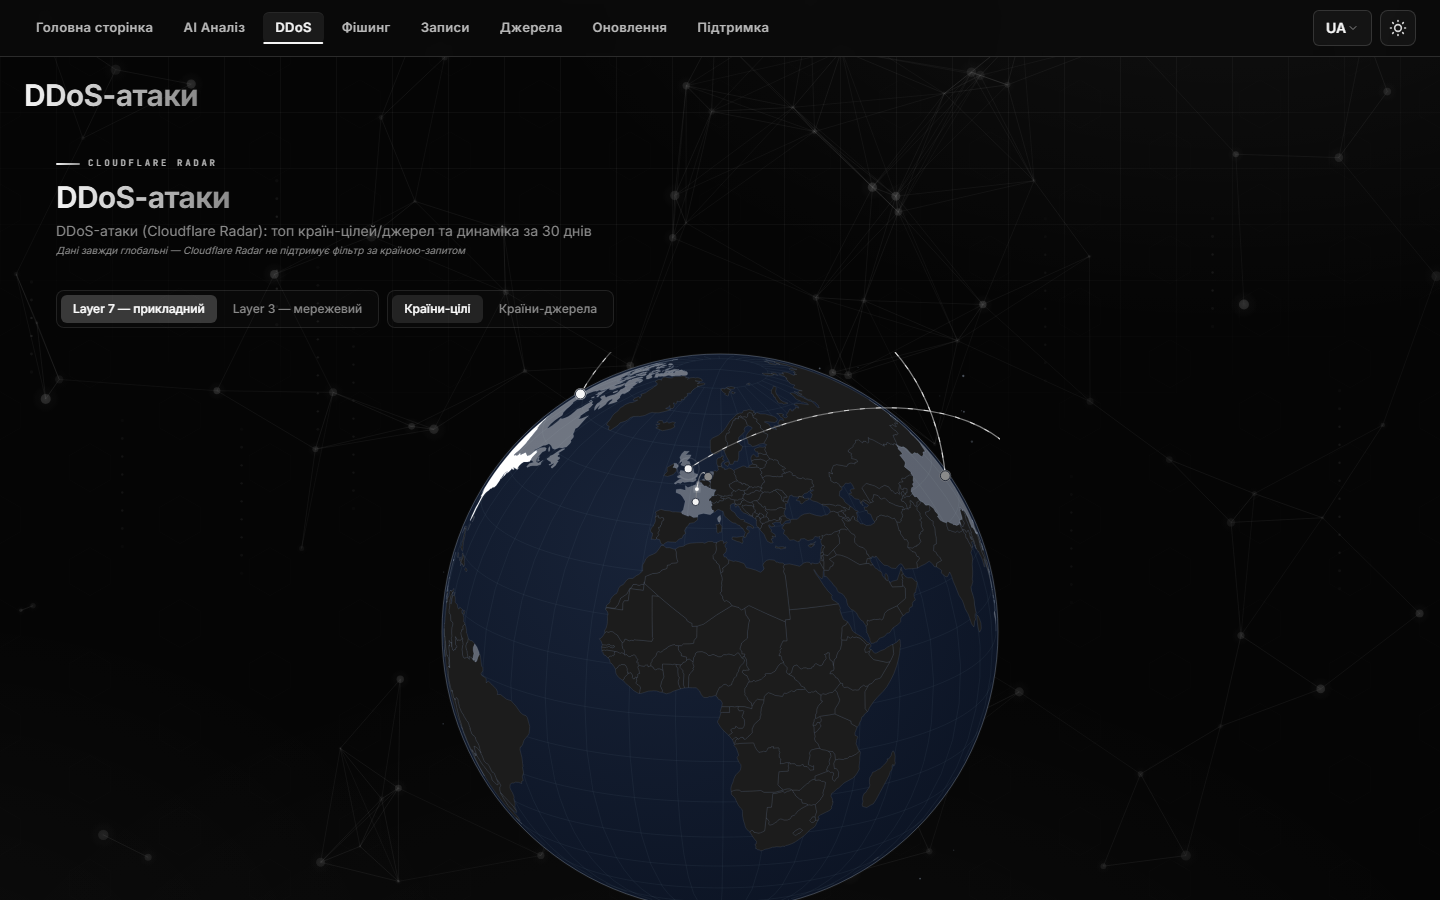 Головна сторінка
AI Аналіз
DDoS
Фішинг
Записи
Джерела
Оновлення
Підтримка
UA
DDoS-атаки
CLOUDFLARE RADAR
DDoS-атаки
DDoS-атаки (Cloudflare Radar): топ країн-цілей/джерел та динаміка за 30 днів
Дані завжди глобальні — Cloudflare Radar не підтримує фільтр за країною-запитом
Layer 7 — прикладний
Layer 3 — мережевий
Країни-цілі
Країни-джерела